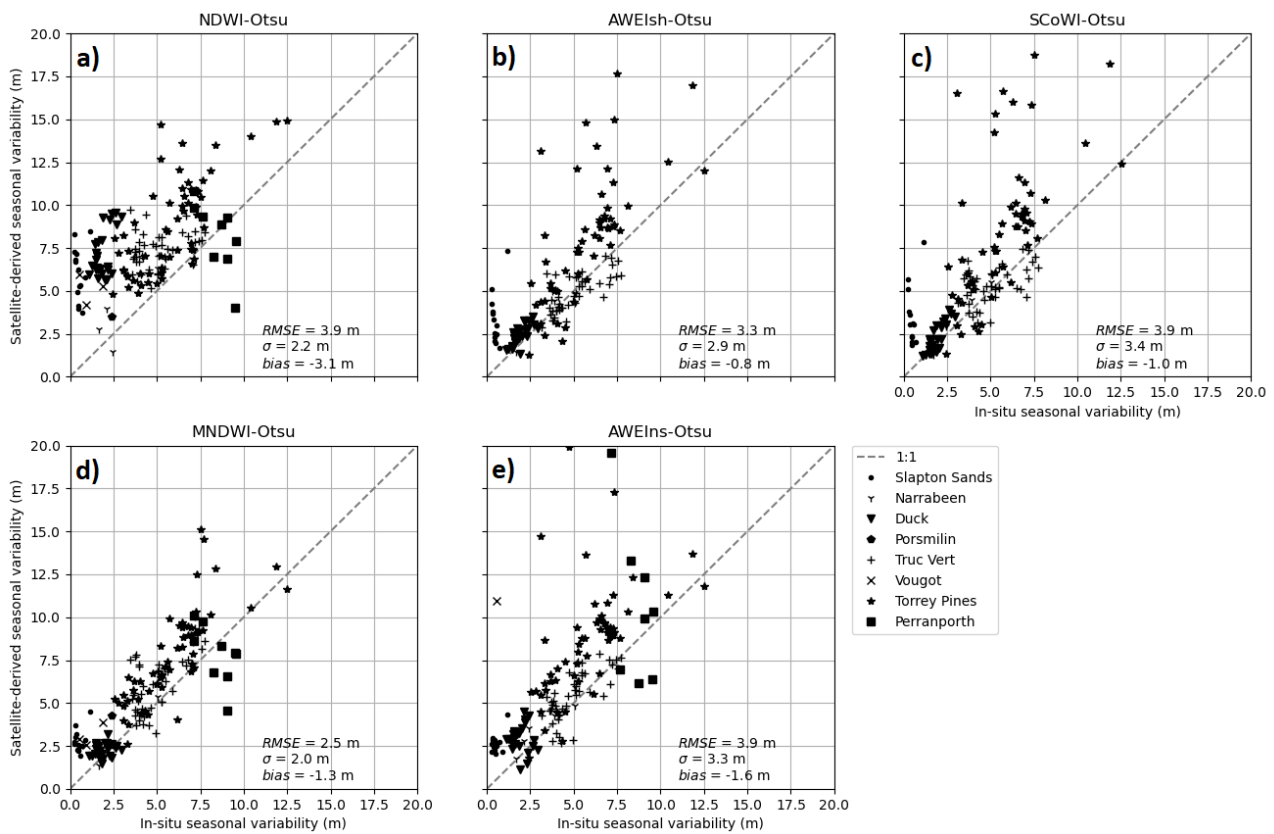 NDWI-Otsu
a)
Satellite-derived seasonal variability (m)
20.0
17.5
15.0
12.5
10.0
7.5
5.0
2.5
0.0
RMSE = 3.9 m
σ = 2.2 m
bias = -3.1 m
AWEIsh-Otsu
b)
RMSE = 3.3 m
σ = 2.9 m
bias = -0.8 m
SCoWI-Otsu
c)
RMSE = 3.9 m
σ = 3.4 m
bias = -1.0 m
0.0 2.5 5.0 7.5 10.0 12.5 15.0 17.5 20.0
In-situ seasonal variability (m)
MNDWI-Otsu
d)
Satellite-derived seasonal variability (m)
20.0
17.5
15.0
12.5
10.0
7.5
5.0
2.5
0.0
RMSE = 2.5 m
σ = 2.0 m
bias = -1.3 m
0.0 2.5 5.0 7.5 10.0 12.5 15.0 17.5 20.0
In-situ seasonal variability (m)
AWEIns-Otsu
e)
RMSE = 3.9 m
σ = 3.3 m
bias = -1.6 m
0.0 2.5 5.0 7.5 10.0 12.5 15.0 17.5 20.0
In-situ seasonal variability (m)
1:1
Slapton Sands
Narrabeen
Duck
Porsmilin
Truc Vert
Vougot
Torrey Pines
Perranporth